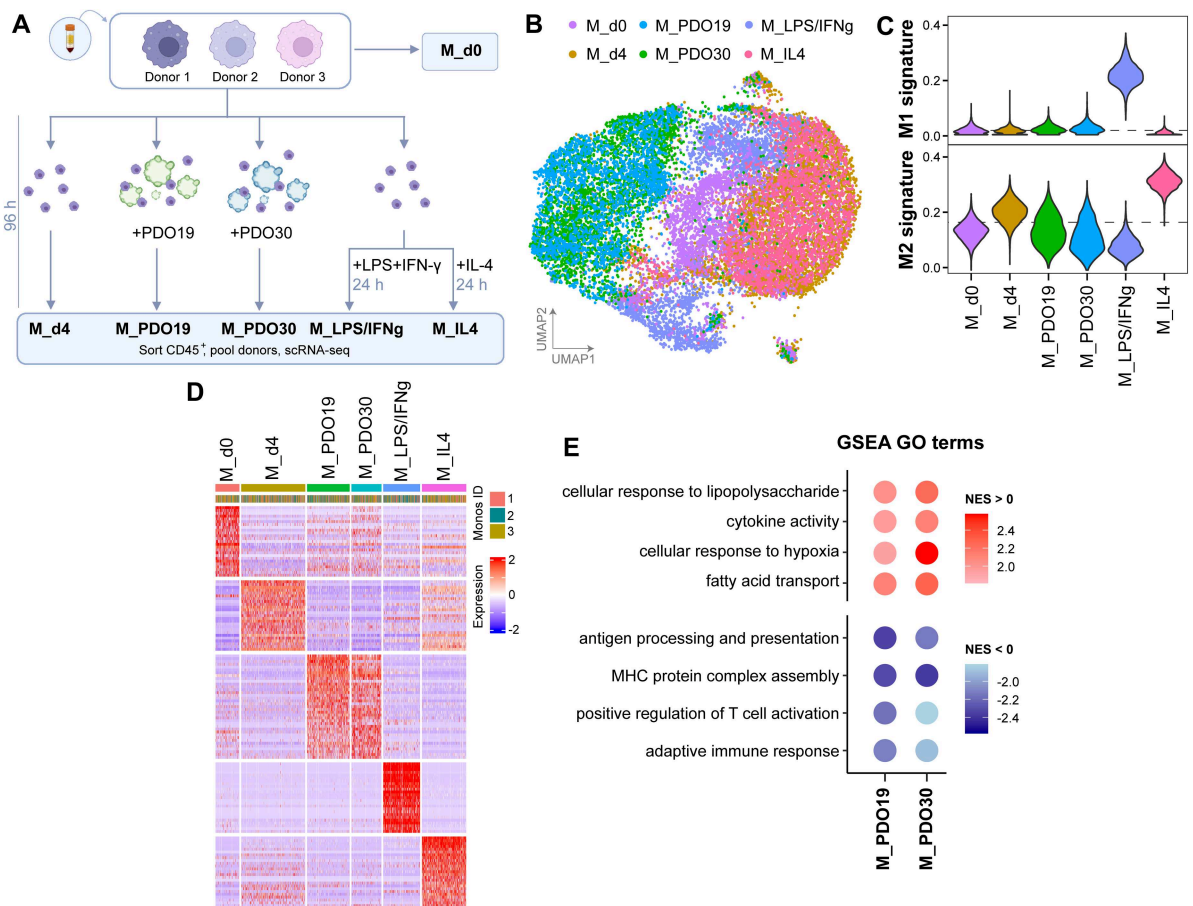 A
Donor 1
Donor 2
Donor 3
M_d0
96 h
+PDO19
+PDO30
+LPS+IFN-γ
24 h
+IL-4
24 h
M_d4
M_PDO19
M_PDO30
M_LPS/IFNg
M_IL4
Sort CD45+, pool donors, scRNA-seq
B
M_d0
M_PDO19
M_LPS/IFNg
M_d4
M_PDO30
M_IL4
UMAP2
UMAP1
C
M1 signature
0.4
0.2
0.0
M2 signature
0.4
0.2
0.0
M_d0
M_d4
M_PDO19
M_PDO30
M_LPS/IFNg
M_IL4
D
M_d0
M_d4
M_PDO19
M_PDO30
M_LPS/IFNg
M_IL4
Monos ID
1
2
3
Expression
2
0
-2
E
GSEA GO terms
cellular response to lipopolysaccharide
cytokine activity
cellular response to hypoxia
fatty acid transport
NES > 0
2.4
2.2
2.0
antigen processing and presentation
MHC protein complex assembly
positive regulation of T cell activation
adaptive immune response
NES < 0
-2.0
-2.2
-2.4
M_PDO19
M_PDO30